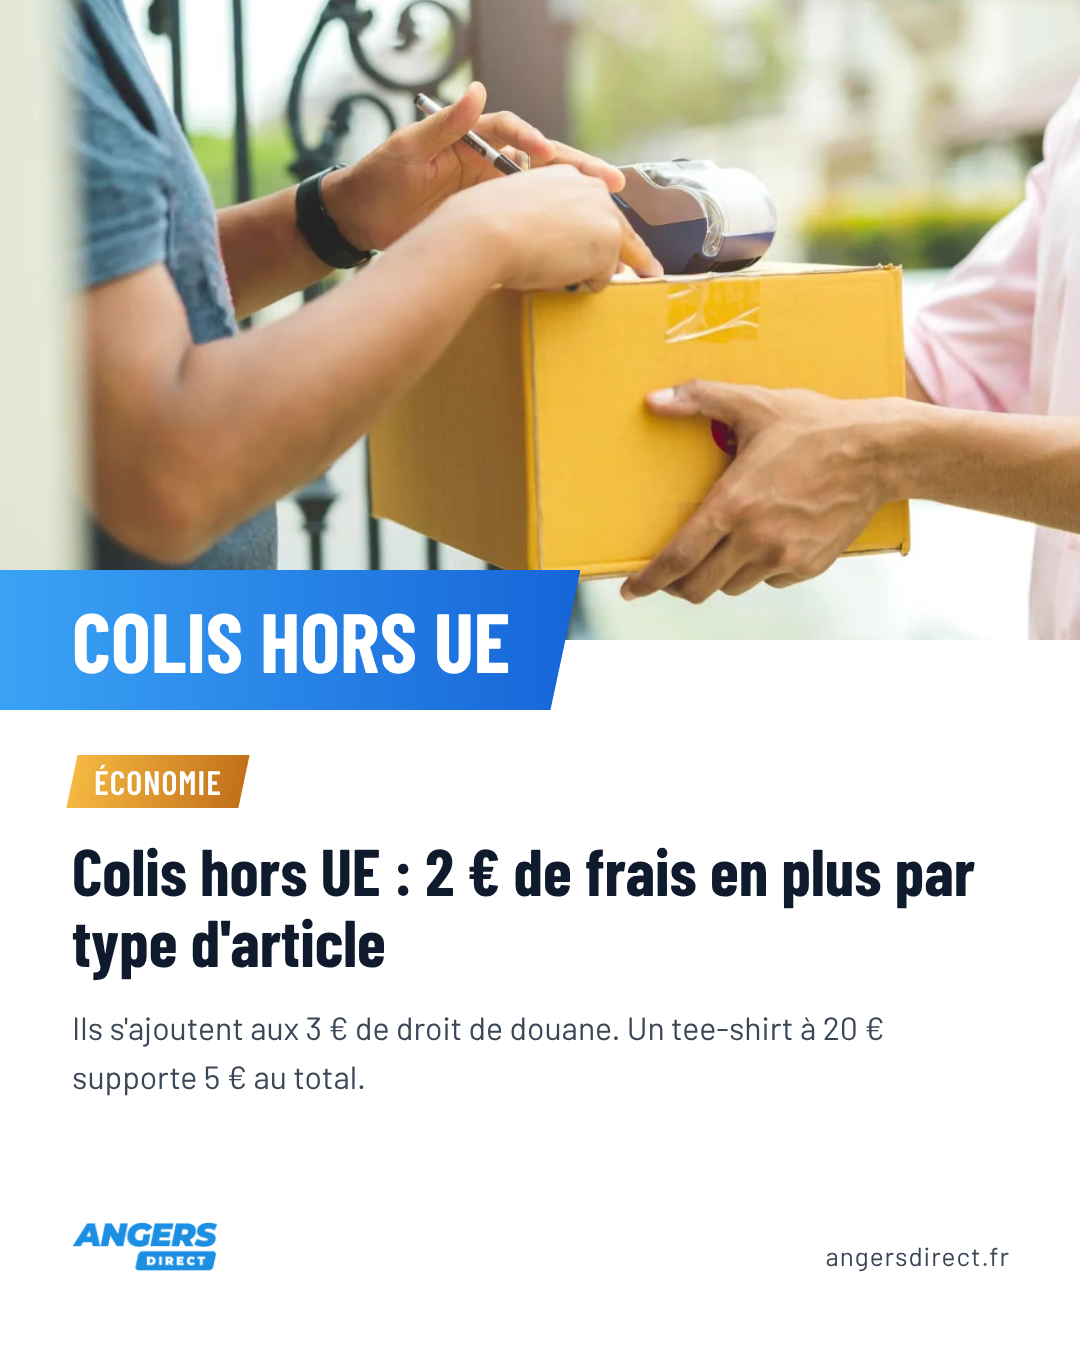 COLIS HORS UE
ÉCONOMIE
Colis hors UE : 2 € de frais en plus par
type d'article
Ils s'ajoutent aux 3 € de droit de douane. Un tee-shirt à 20 €
supporte 5 € au total.
ANGERS
DIRECT
angersdirect.fr